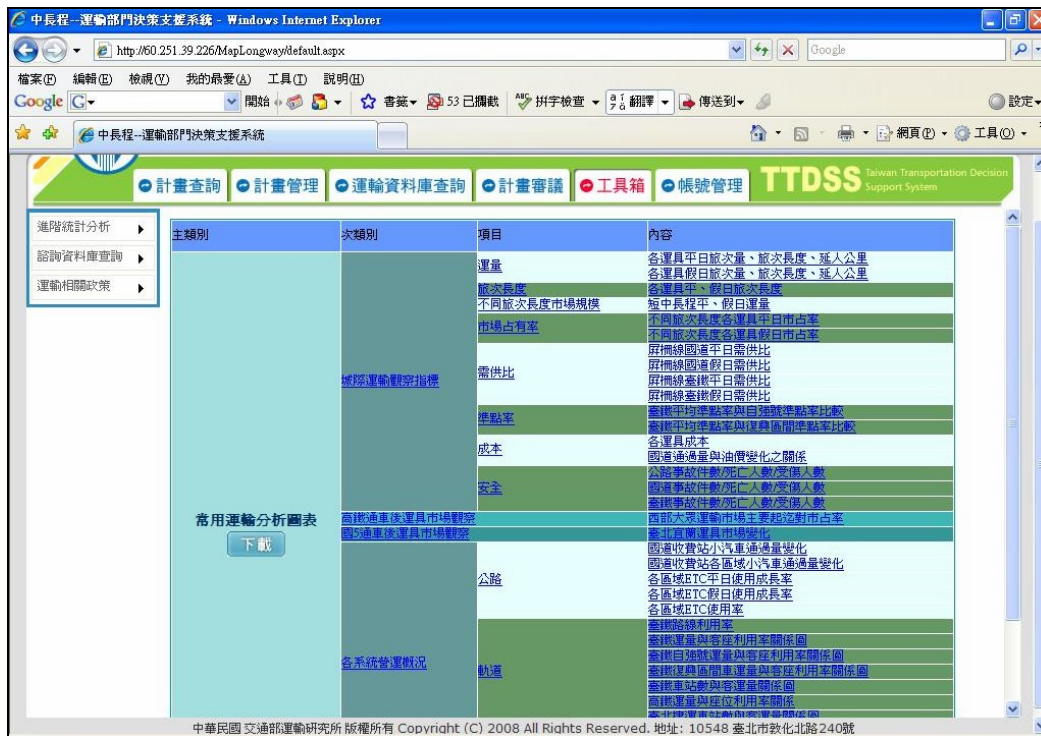 中長程--運輸部門決策支援系統 - Windows Internet Explorer
http://60.251.39.226/MapLongway/default.aspx
Google
檔案(F) 編輯(E) 檢視(V) 我的最愛(A) 工具(T) 說明(H)
Google G 開始 書籤 53 已攔截 ABC 拼字檢查 翻譯 傳送到 設定
中長程--運輸部門決策支援系統 網頁(P) 工具(O)
計畫查詢 計畫管理 運輸資料庫查詢 計畫審議 工具箱 帳號管理 TTDSS Taiwan Transportation Decision Support System
進階統計分析
諮詢資料庫查詢
運輸相關政策
主類別 次類別 項目 內容
常用運輸分析圖表
下載
城際運輸觀察指標
運量
各運具平日旅次量、旅次長度、延人公里
各運具假日旅次量、旅次長度、延人公里
旅次長度 各運具平、假日旅次長度
不同旅次長度市場規模 短中長程平、假日運量
市場占有率
不同旅次長度各運具平日市占率
不同旅次長度各運具假日市占率
需供比
屏柵線國道平日需供比
屏柵線國道假日需供比
屏柵線臺鐵平日需供比
屏柵線臺鐵假日需供比
準點率
臺鐵平均準點率與自強號準點率比較
臺鐵平均準點率與復興區間準點率比較
成本
各運具成本
國道通過量與油價變化之關係
安全
公路事故件數/死亡人數/受傷人數
國道事故件數/死亡人數/受傷人數
臺鐵事故件數/死亡人數/受傷人數
高鐵通車後運具市場觀察 西部大眾運輸市場主要起迄對市占率
國5通車後運具市場觀察 臺北宜蘭運具市場變化
各系統營運概況
公路
國道收費站小汽車通過量變化
國道收費站各區域小汽車通過量變化
各區域ETC平日使用成長率
各區域ETC假日使用成長率
各區域ETC使用率
軌道
臺鐵路線利用率
臺鐵運量與客座利用率關係圖
臺鐵自強號運量與客座利用率關係圖
臺鐵復興區間車運量與客座利用率關係圖
臺鐵車站數與客運量關係圖
高鐵運量與座位利用率關係
臺北捷運車站數與客運量關係圖
中華民國 交通部運輸研究所 版權所有 Copyright (C) 2008 All Rights Reserved. 地址: 10548 臺北市敦化北路240號